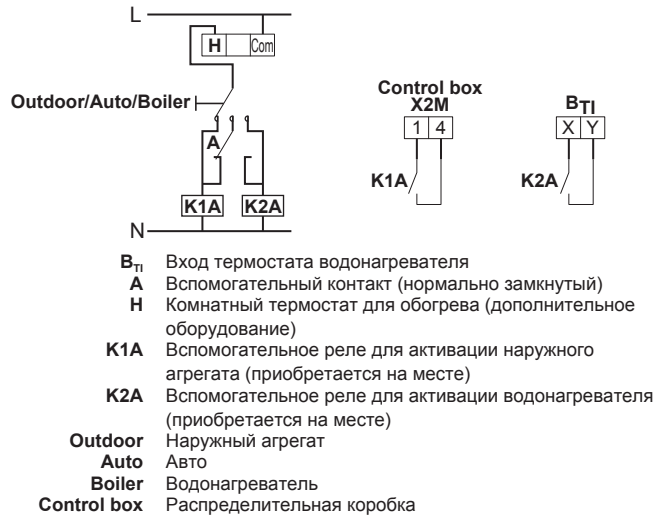 L
H Com
Outdoor/Auto/Boiler
A
K1A K2A
N
Control box
X2M
1 4
K1A
BTI
X Y
K2A
BTI Вход термостата водонагревателя
A Вспомогательный контакт (нормально замкнутый)
H Комнатный термостат для обогрева (дополнительное
оборудование)
K1A Вспомогательное реле для активации наружного
агрегата (приобретается на месте)
K2A Вспомогательное реле для активации водонагревателя
(приобретается на месте)
Outdoor Наружный агрегат
Auto Авто
Boiler Водонагреватель
Control box Распределительная коробка